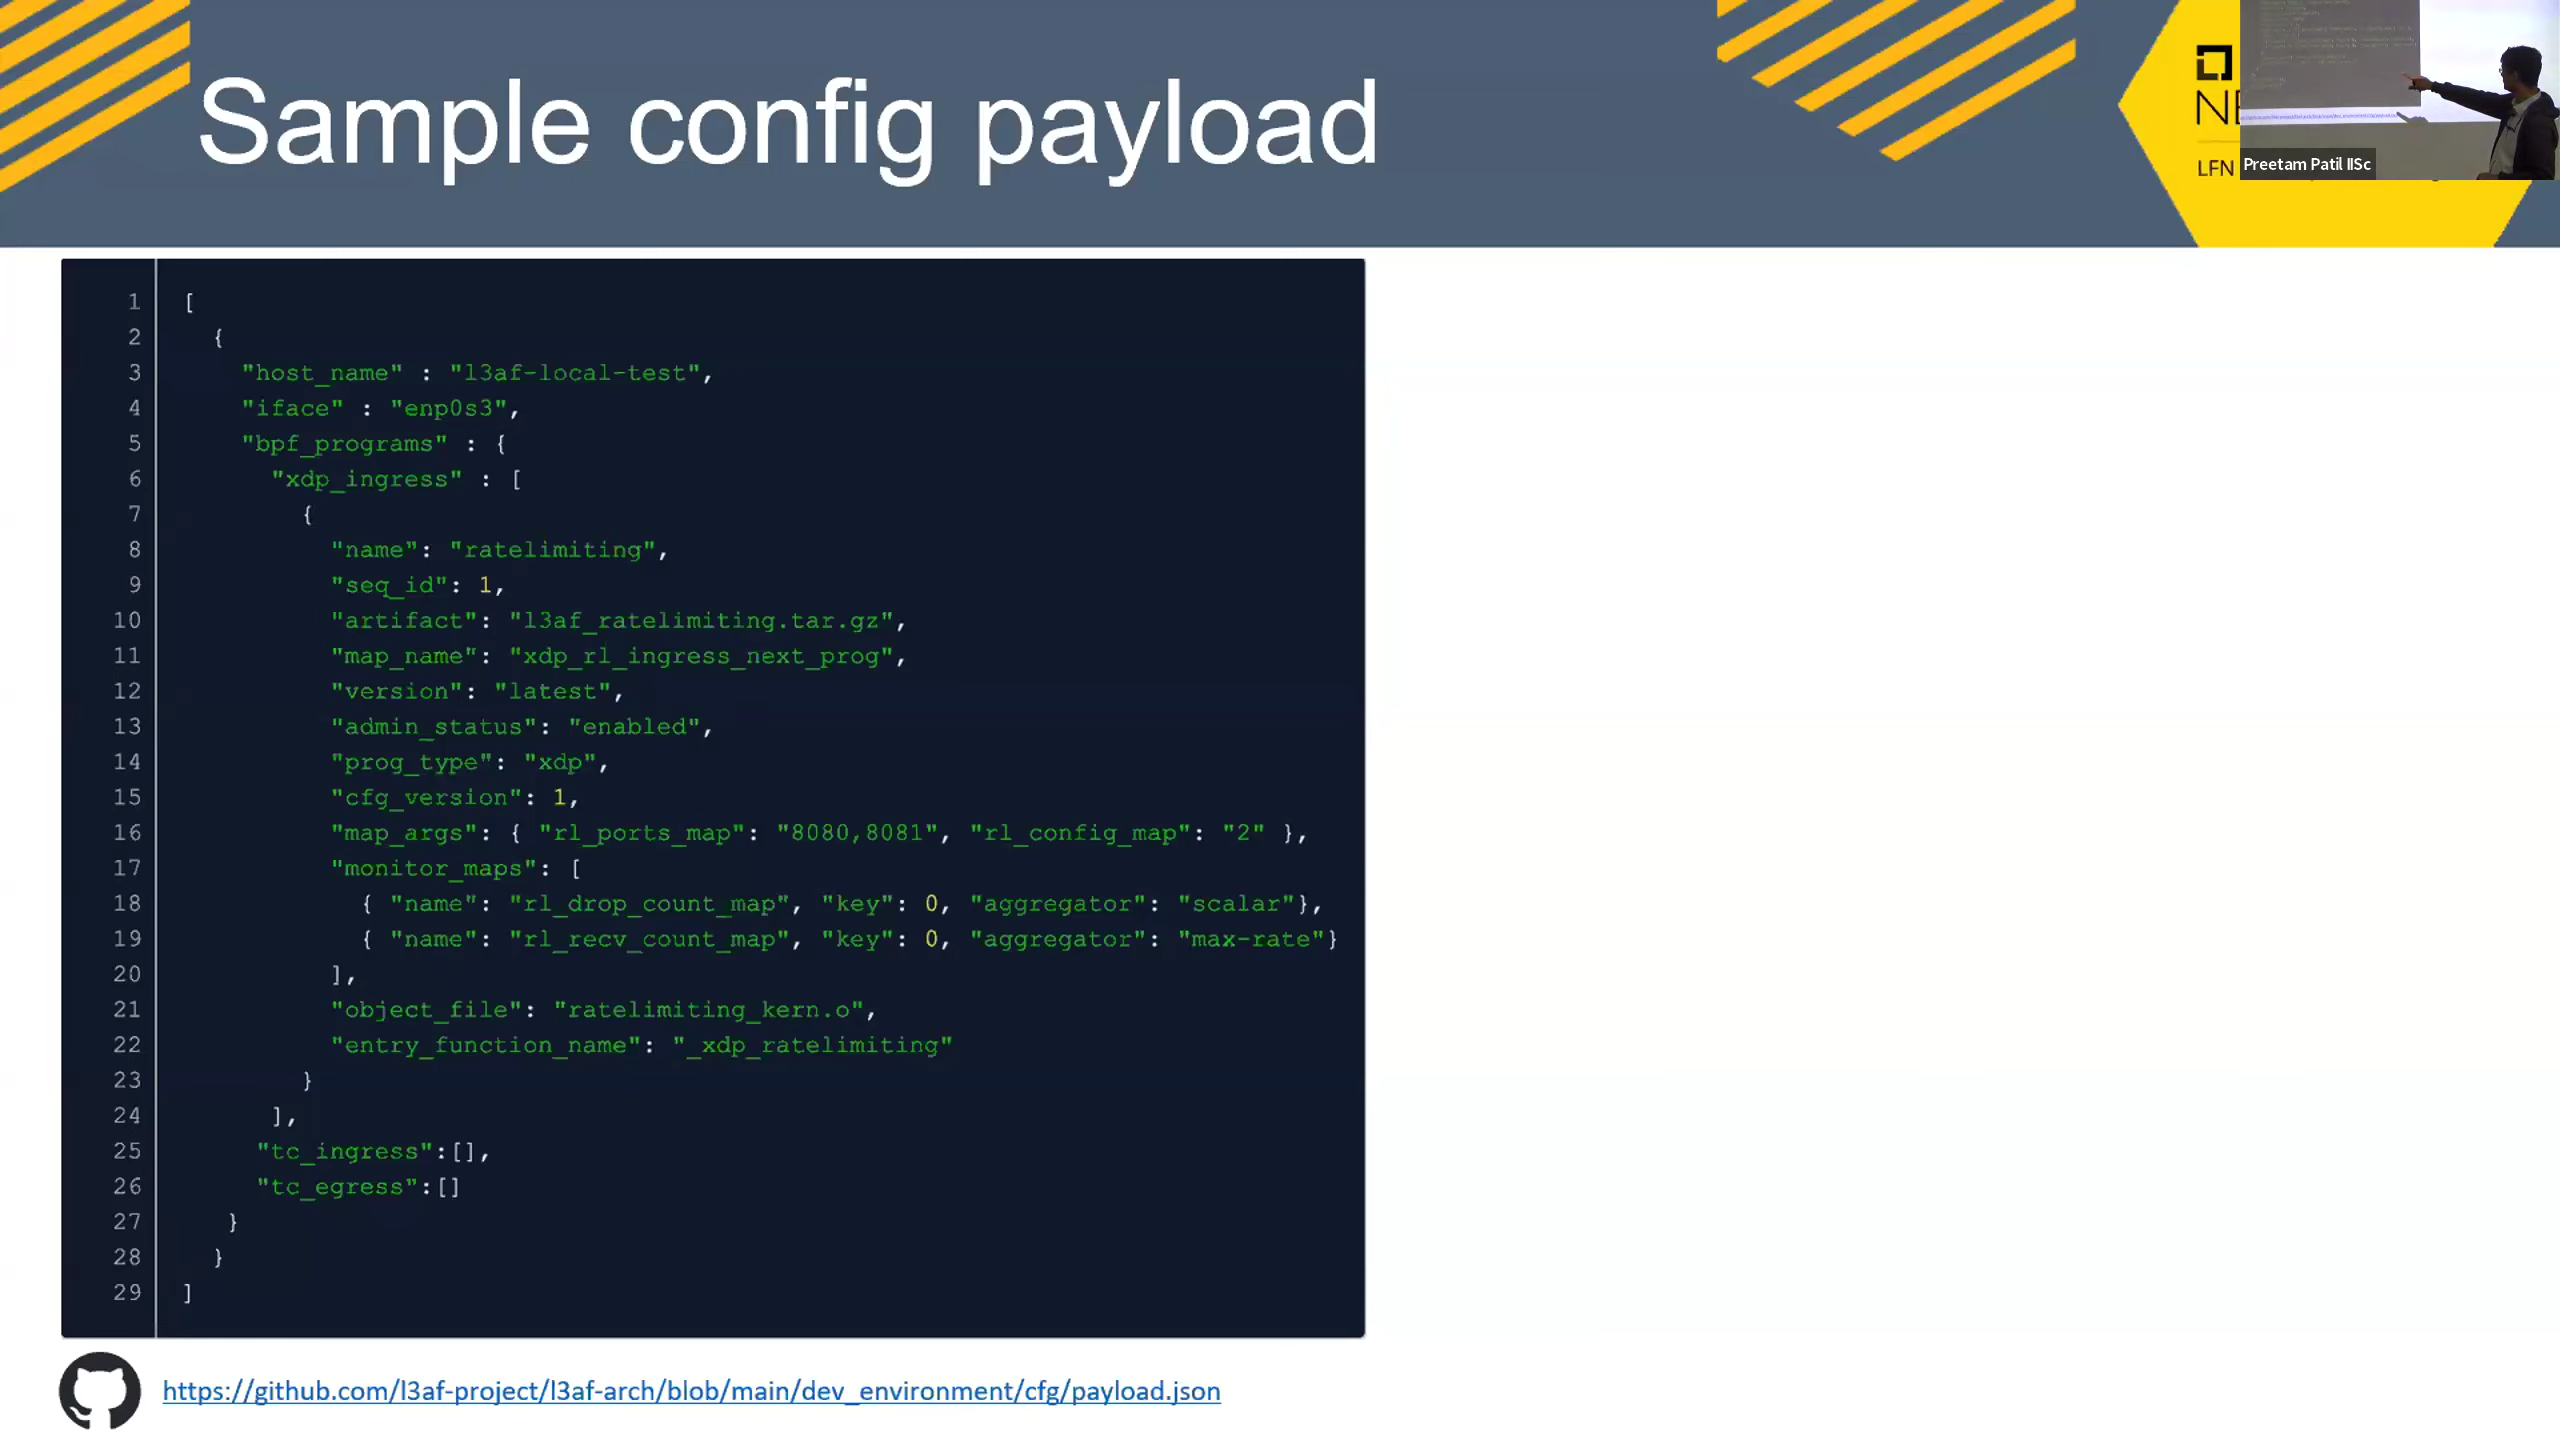 Sample config payload
NE
LFN
Preetam Patil IISc
1 [
2 {
3 "host_name" : "l3af-local-test",
4 "iface" : "enp0s3",
5 "bpf_programs" : {
6 "xdp_ingress" : [
7 {
8 "name": "ratelimiting",
9 "seq_id": 1,
10 "artifact": "l3af_ratelimiting.tar.gz",
11 "map_name": "xdp_rl_ingress_next_prog",
12 "version": "latest",
13 "admin_status": "enabled",
14 "prog_type": "xdp",
15 "cfg_version": 1,
16 "map_args": { "rl_ports_map": "8080,8081", "rl_config_map": "2" },
17 "monitor_maps": [
18 { "name": "rl_drop_count_map", "key": 0, "aggregator": "scalar"},
19 { "name": "rl_recv_count_map", "key": 0, "aggregator": "max-rate"}
20 ],
21 "object_file": "ratelimiting_kern.o",
22 "entry_function_name": "_xdp_ratelimiting"
23 }
24 ],
25 "tc_ingress":[],
26 "tc_egress":[]
27 }
28 }
29 ]
https://github.com/l3af-project/l3af-arch/blob/main/dev_environment/cfg/payload.json